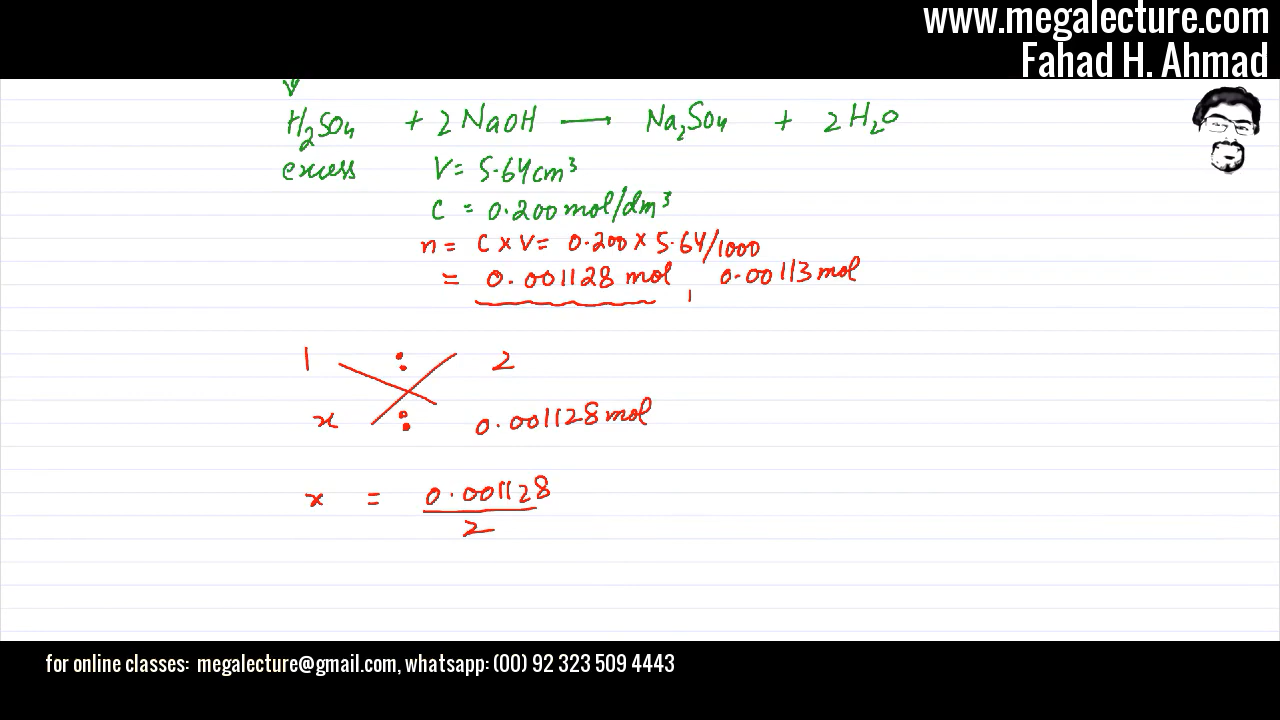 www.megalecture.com
Fahad H. Ahmad
H₂SO₄ + 2 NaOH → Na₂SO₄ + 2 H₂O
excess V = 5.64 cm³
C = 0.200 mol/dm³
n = C × V = 0.200 × 5.64/1000
= 0.001128 mol , 0.00113 mol
1 : 2
x : 0.001128 mol
x = 0.001128
2
for online classes: megalecture@gmail.com, whatsapp: (00) 92 323 509 4443